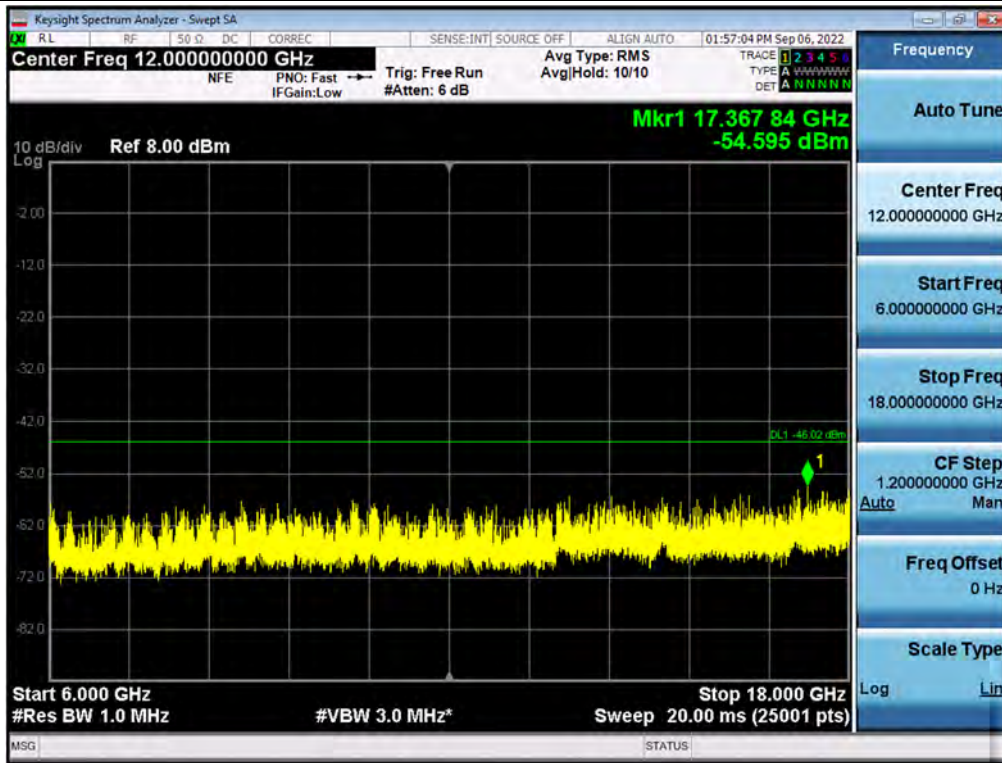 Keysight Spectrum Analyzer - Swept SA
LXI RL RF 50 Ω DC CORREC SENSE:INT SOURCE OFF ALIGN AUTO 01:57:04 PM Sep 06, 2022
Center Freq 12.000000000 GHz
NFE
PNO: Fast
IFGain:Low
Trig: Free Run
#Atten: 6 dB
Avg Type: RMS
Avg|Hold: 10/10
TRACE 1 2 3 4 5 6
TYPE A WWWWW
DET A N N N N N
Mkr1 17.367 84 GHz
-54.595 dBm
10 dB/div Ref 8.00 dBm
Log
-2.00
-12.0
-22.0
-32.0
-42.0
DL1 -46.02 dBm
1
-52.0
-62.0
-72.0
-82.0
Start 6.000 GHz Stop 18.000 GHz
#Res BW 1.0 MHz #VBW 3.0 MHz* Sweep 20.00 ms (25001 pts)
MSG STATUS
Frequency
Auto Tune
Center Freq
12.000000000 GHz
Start Freq
6.000000000 GHz
Stop Freq
18.000000000 GHz
CF Step
1.200000000 GHz
Auto Man
Freq Offset
0 Hz
Scale Type
Log Lin